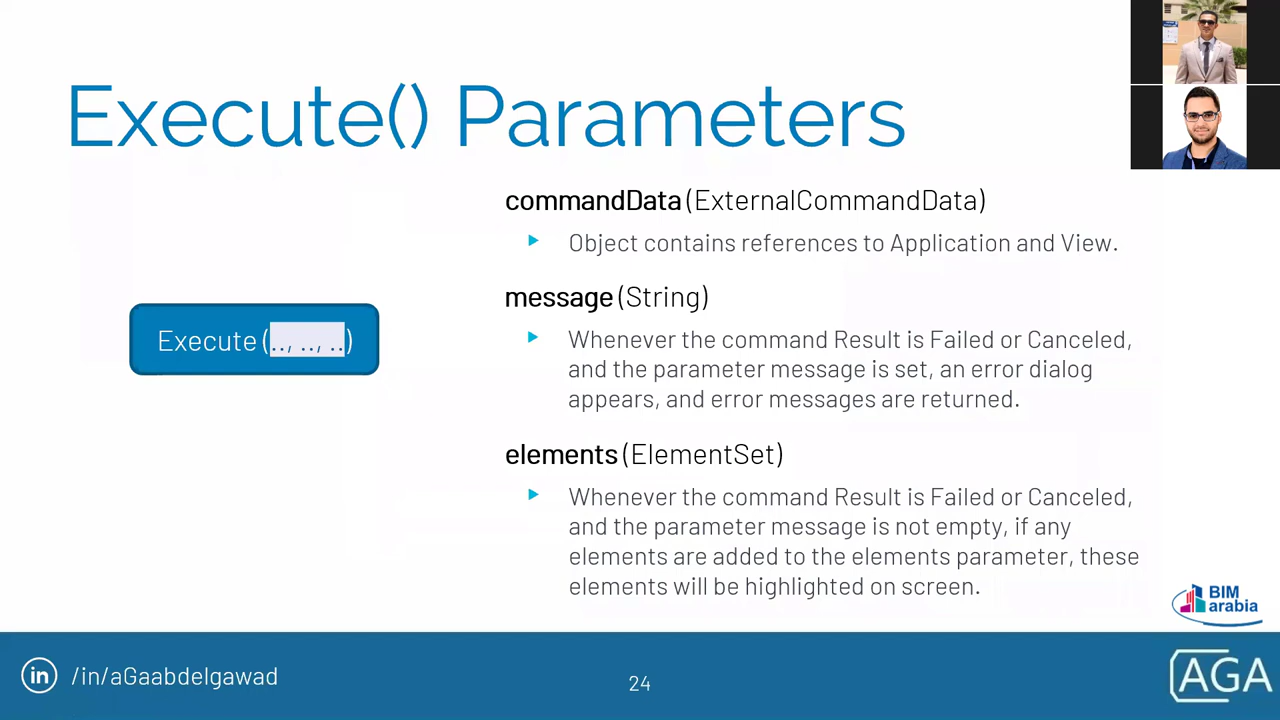 Execute() Parameters
Execute (.., .., ..)
commandData (ExternalCommandData)
Object contains references to Application and View.
message (String)
Whenever the command Result is Failed or Canceled,
and the parameter message is set, an error dialog
appears, and error messages are returned.
elements (ElementSet)
Whenever the command Result is Failed or Canceled,
and the parameter message is not empty, if any
elements are added to the elements parameter, these
elements will be highlighted on screen.
BIM
arabia
in /in/aGaabdelgawad
24
AGA